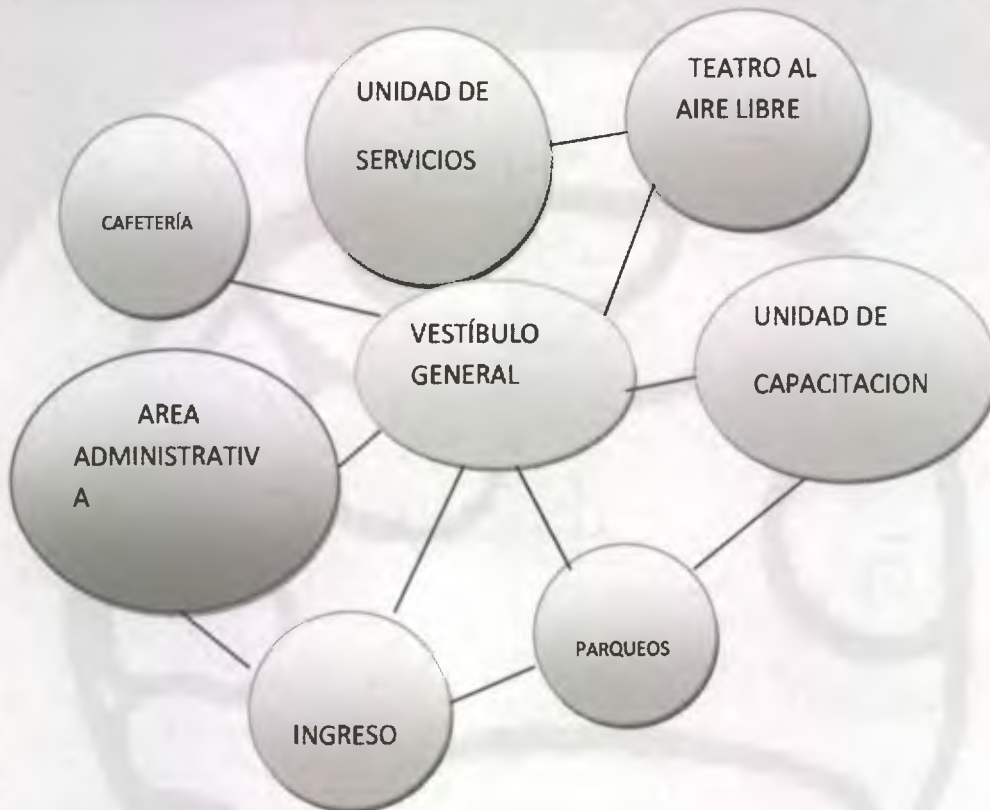 UNIDAD DE
SERVICIOS
TEATRO AL
AIRE LIBRE
CAFETERÍA
VESTÍBULO
GENERAL
UNIDAD DE
CAPACITACION
AREA
ADMINISTRATIV
A
PARQUEOS
INGRESO